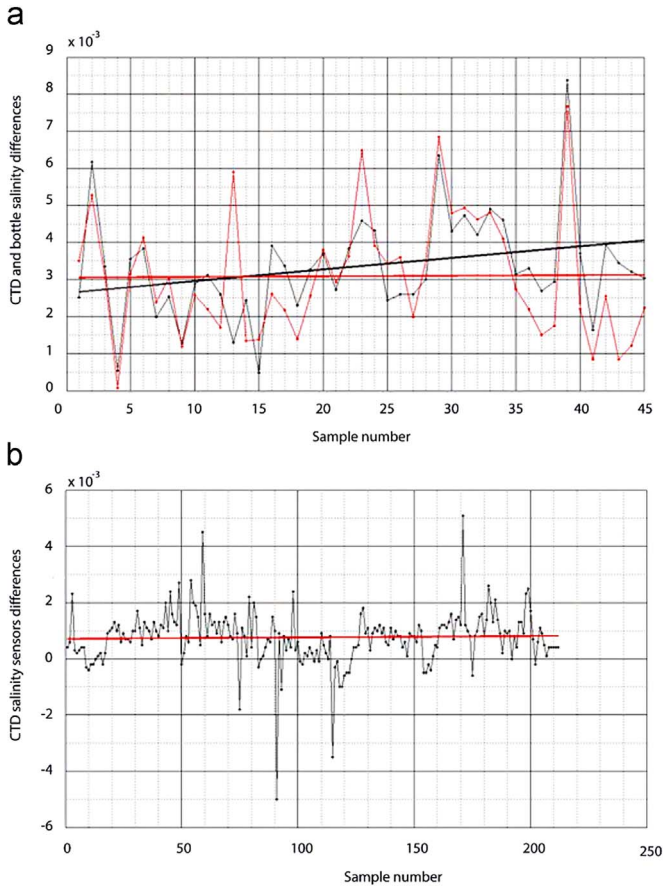 a
x 10-3
9
8
7
6
5
4
3
2
1
0
CTD and bottle salinity differences
0 5 10 15 20 25 30 35 40 45
Sample number
b
x 10-3
6
4
2
0
-2
-4
-6
CTD salinity sensors differences
0 50 100 150 200 250
Sample number